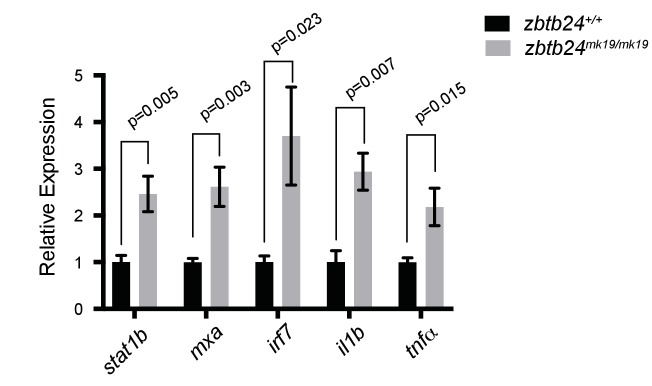 zbtb24+/+
zbtb24mk19/mk19
p=0.005
p=0.003
p=0.023
p=0.007
p=0.015
Relative Expression
5
4
3
2
1
0
stat1b
mxa
irf7
il1b
tnfα